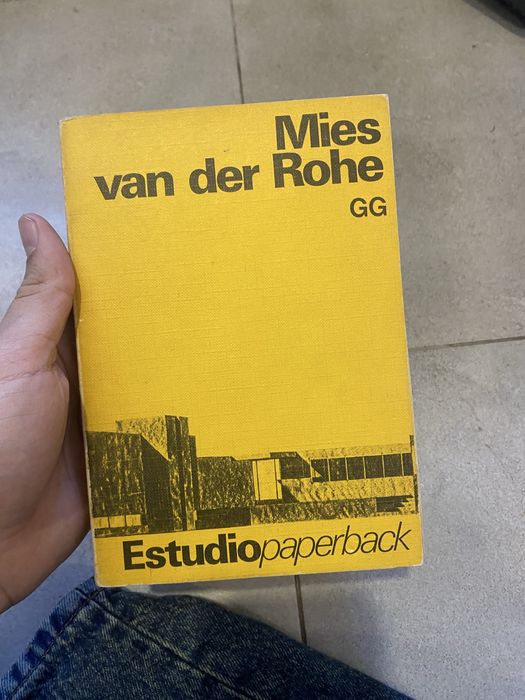 Mies
van der Rohe
GG
Estudiopaperback